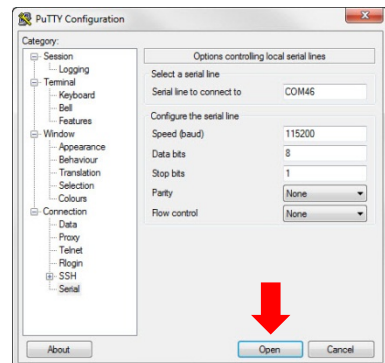 PuTTY Configuration
Category:
Session
Logging
Terminal
Keyboard
Bell
Features
Window
Appearance
Behaviour
Translation
Selection
Colours
Connection
Data
Proxy
Telnet
Rlogin
SSH
Serial
Options controlling local serial lines
Select a serial line
Serial line to connect to COM46
Configure the serial line
Speed (baud) 115200
Data bits 8
Stop bits 1
Parity None
Flow control None
About Open Cancel